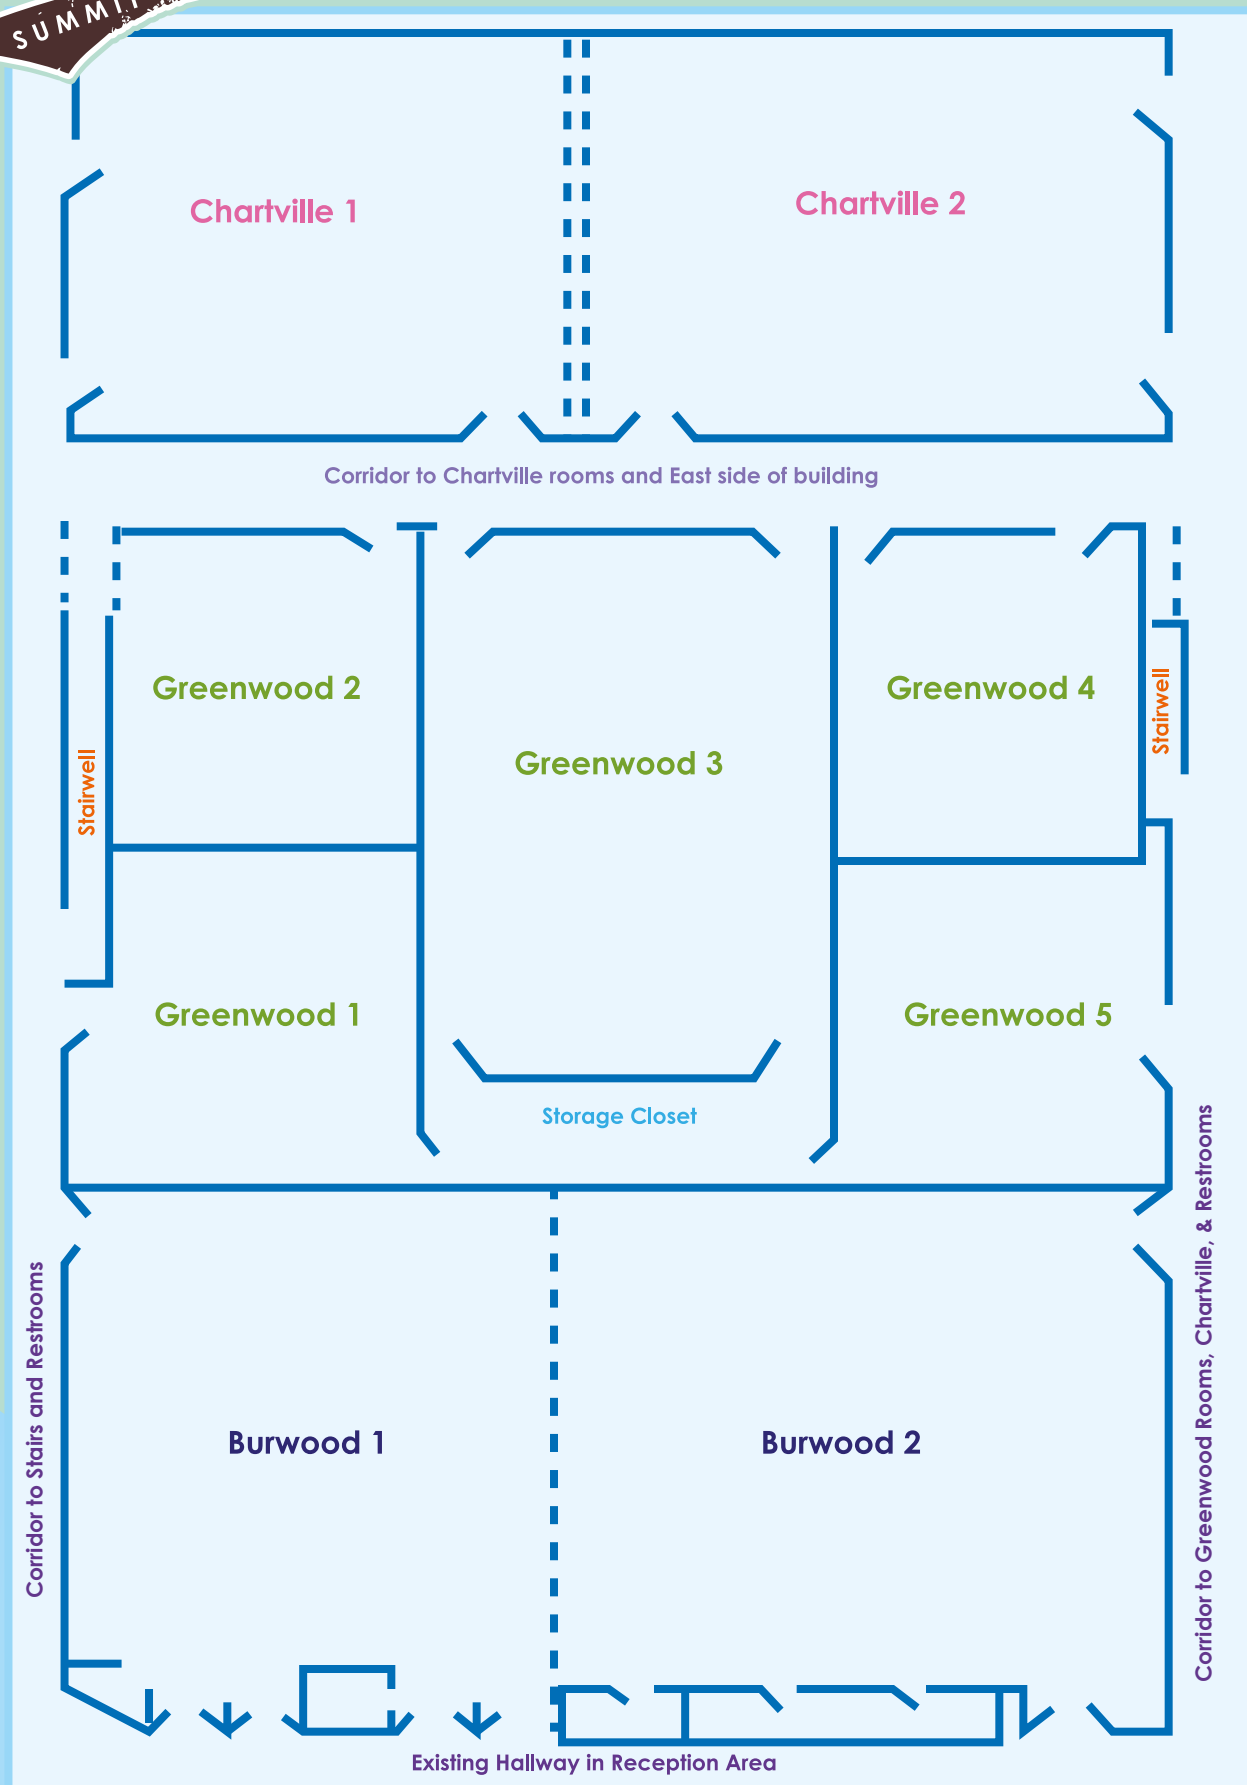 SUMMIT
Chartville 1
Chartville 2
Corridor to Chartville rooms and East side of building
Greenwood 2
Greenwood 4
Stairwell
Greenwood 3
Stairwell
Greenwood 1
Greenwood 5
Storage Closet
Corridor to Stairs and Restrooms
Corridor to Greenwood Rooms, Chartville, & Restrooms
Burwood 1
Burwood 2
Existing Hallway in Reception Area